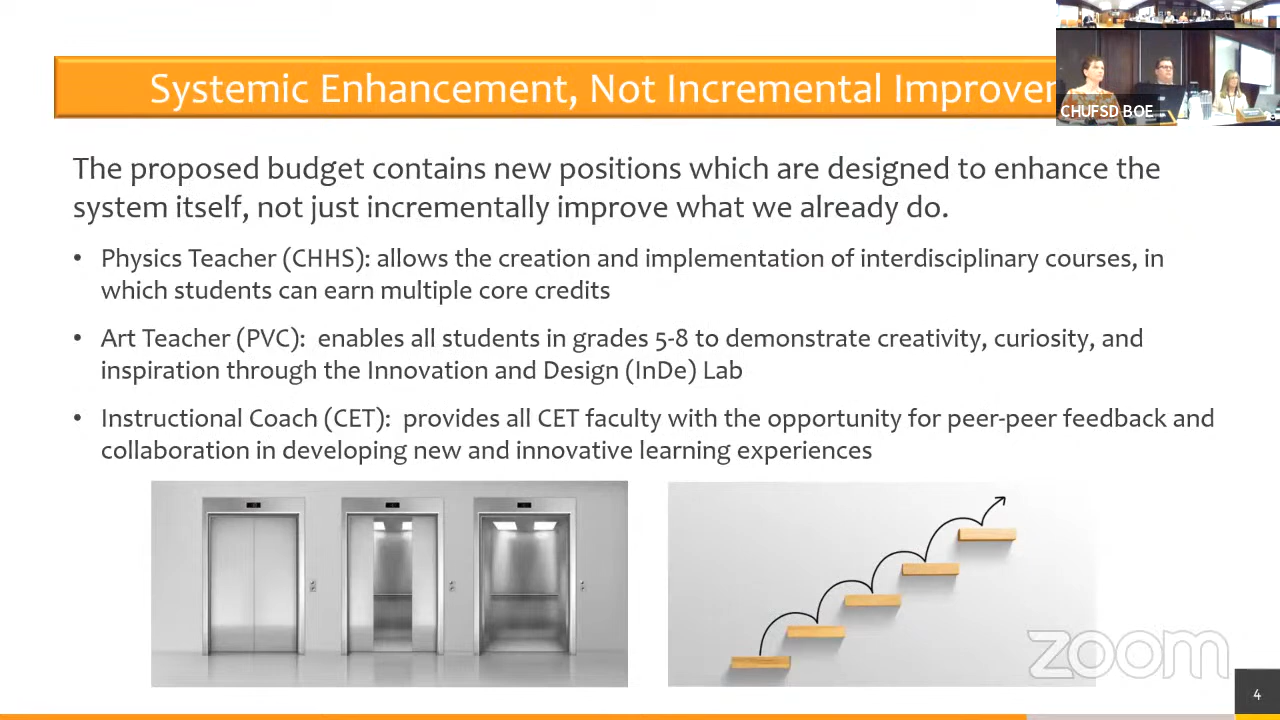 Systemic Enhancement, Not Incremental
CHUFSD BOE
The proposed budget contains new positions which are designed to enhance the
system itself, not just incrementally improve what we already do.
• Physics Teacher (CHHS): allows the creation and implementation of interdisciplinary courses, in
which students can earn multiple core credits
• Art Teacher (PVC): enables all students in grades 5-8 to demonstrate creativity, curiosity, and
inspiration through the Innovation and Design (InDe) Lab
• Instructional Coach (CET): provides all CET faculty with the opportunity for peer-peer feedback and
collaboration in developing new and innovative learning experiences
zoom
4